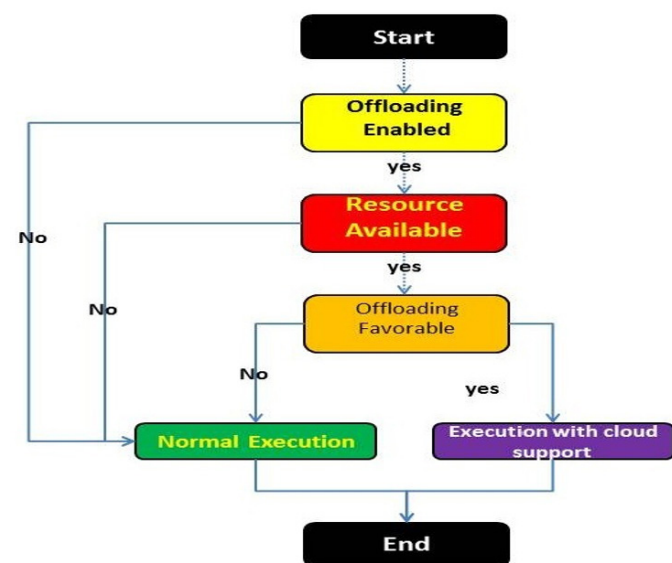 Start
Offloading
Enabled
yes
Resource
Available
No
yes
No
Offloading
Favorable
No
yes
Normal Execution
Execution with cloud
support
End